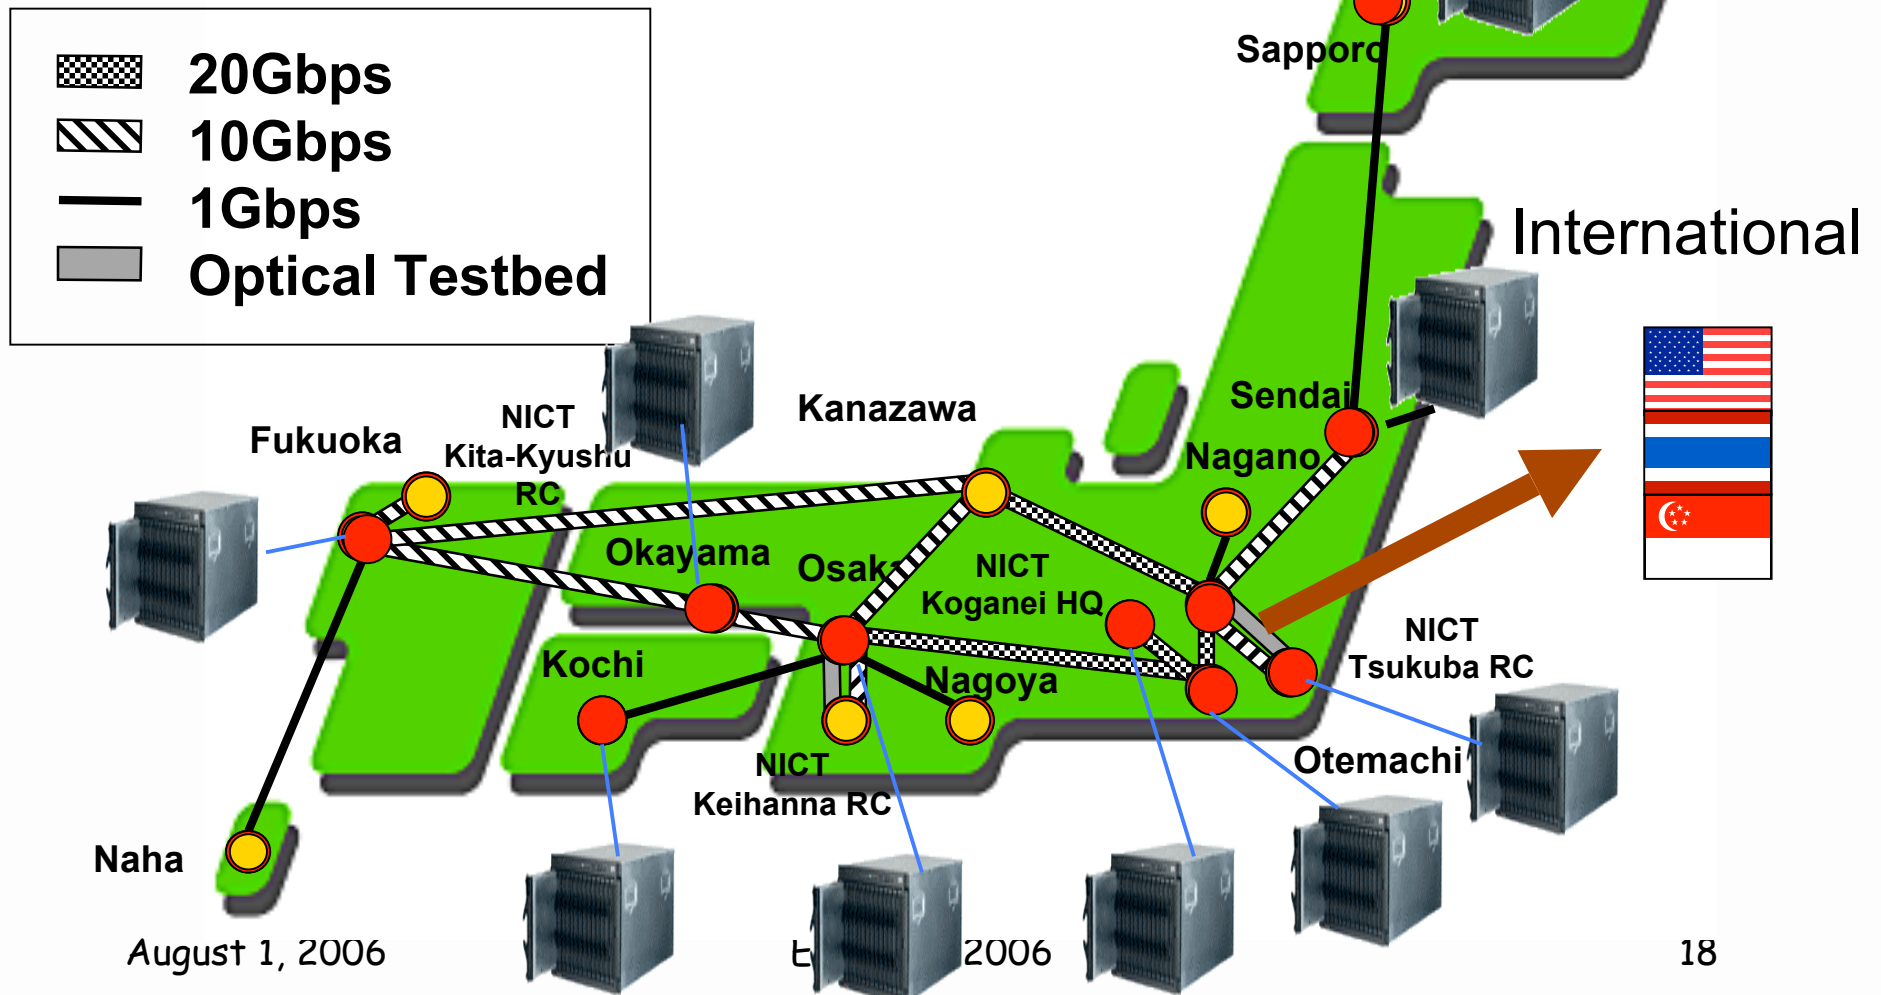 20Gbps
10Gbps
1Gbps
Optical Testbed
Sapporo
International
Sendai
Nagano
Kanazawa
NICT
Kita-Kyushu
RC
Fukuoka
Okayama
Osaka
NICT
Koganei HQ
NICT
Tsukuba RC
Kochi
Nagoya
Otemachi
NICT
Keihanna RC
Naha
August 1, 2006
2006
18